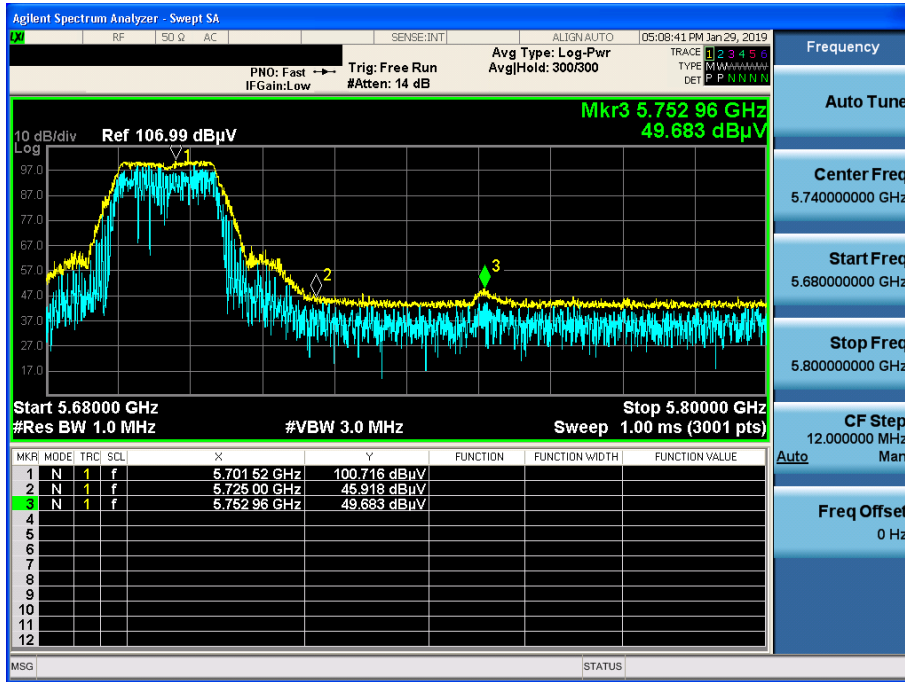 Agilent Spectrum Analyzer - Swept SA
LXI RF 50 Ω AC SENSE:INT ALIGN AUTO 05:08:41 PM Jan 29, 2019
PNO: Fast Trig: Free Run Avg Type: Log-Pwr TRACE 1 2 3 4 5 6
IFGain:Low #Atten: 14 dB Avg|Hold: 300/300 TYPE M W
DET P P N N N N
Mkr3 5.752 96 GHz
49.683 dBµV
10 dB/div Ref 106.99 dBµV
Log
97.0
87.0
77.0
67.0
57.0
47.0
37.0
27.0
17.0
1
2
3
Start 5.68000 GHz Stop 5.80000 GHz
#Res BW 1.0 MHz #VBW 3.0 MHz Sweep 1.00 ms (3001 pts)
MKR MODE TRC SCL X Y FUNCTION FUNCTION WIDTH FUNCTION VALUE
1 N 1 f 5.701 52 GHz 100.716 dBµV
2 N 1 f 5.725 00 GHz 45.918 dBµV
3 N 1 f 5.752 96 GHz 49.683 dBµV
4
5
6
7
8
9
10
11
12
MSG STATUS
Frequency
Auto Tune
Center Freq
5.740000000 GHz
Start Freq
5.680000000 GHz
Stop Freq
5.800000000 GHz
CF Step
12.000000 MHz
Auto Man
Freq Offset
0 Hz